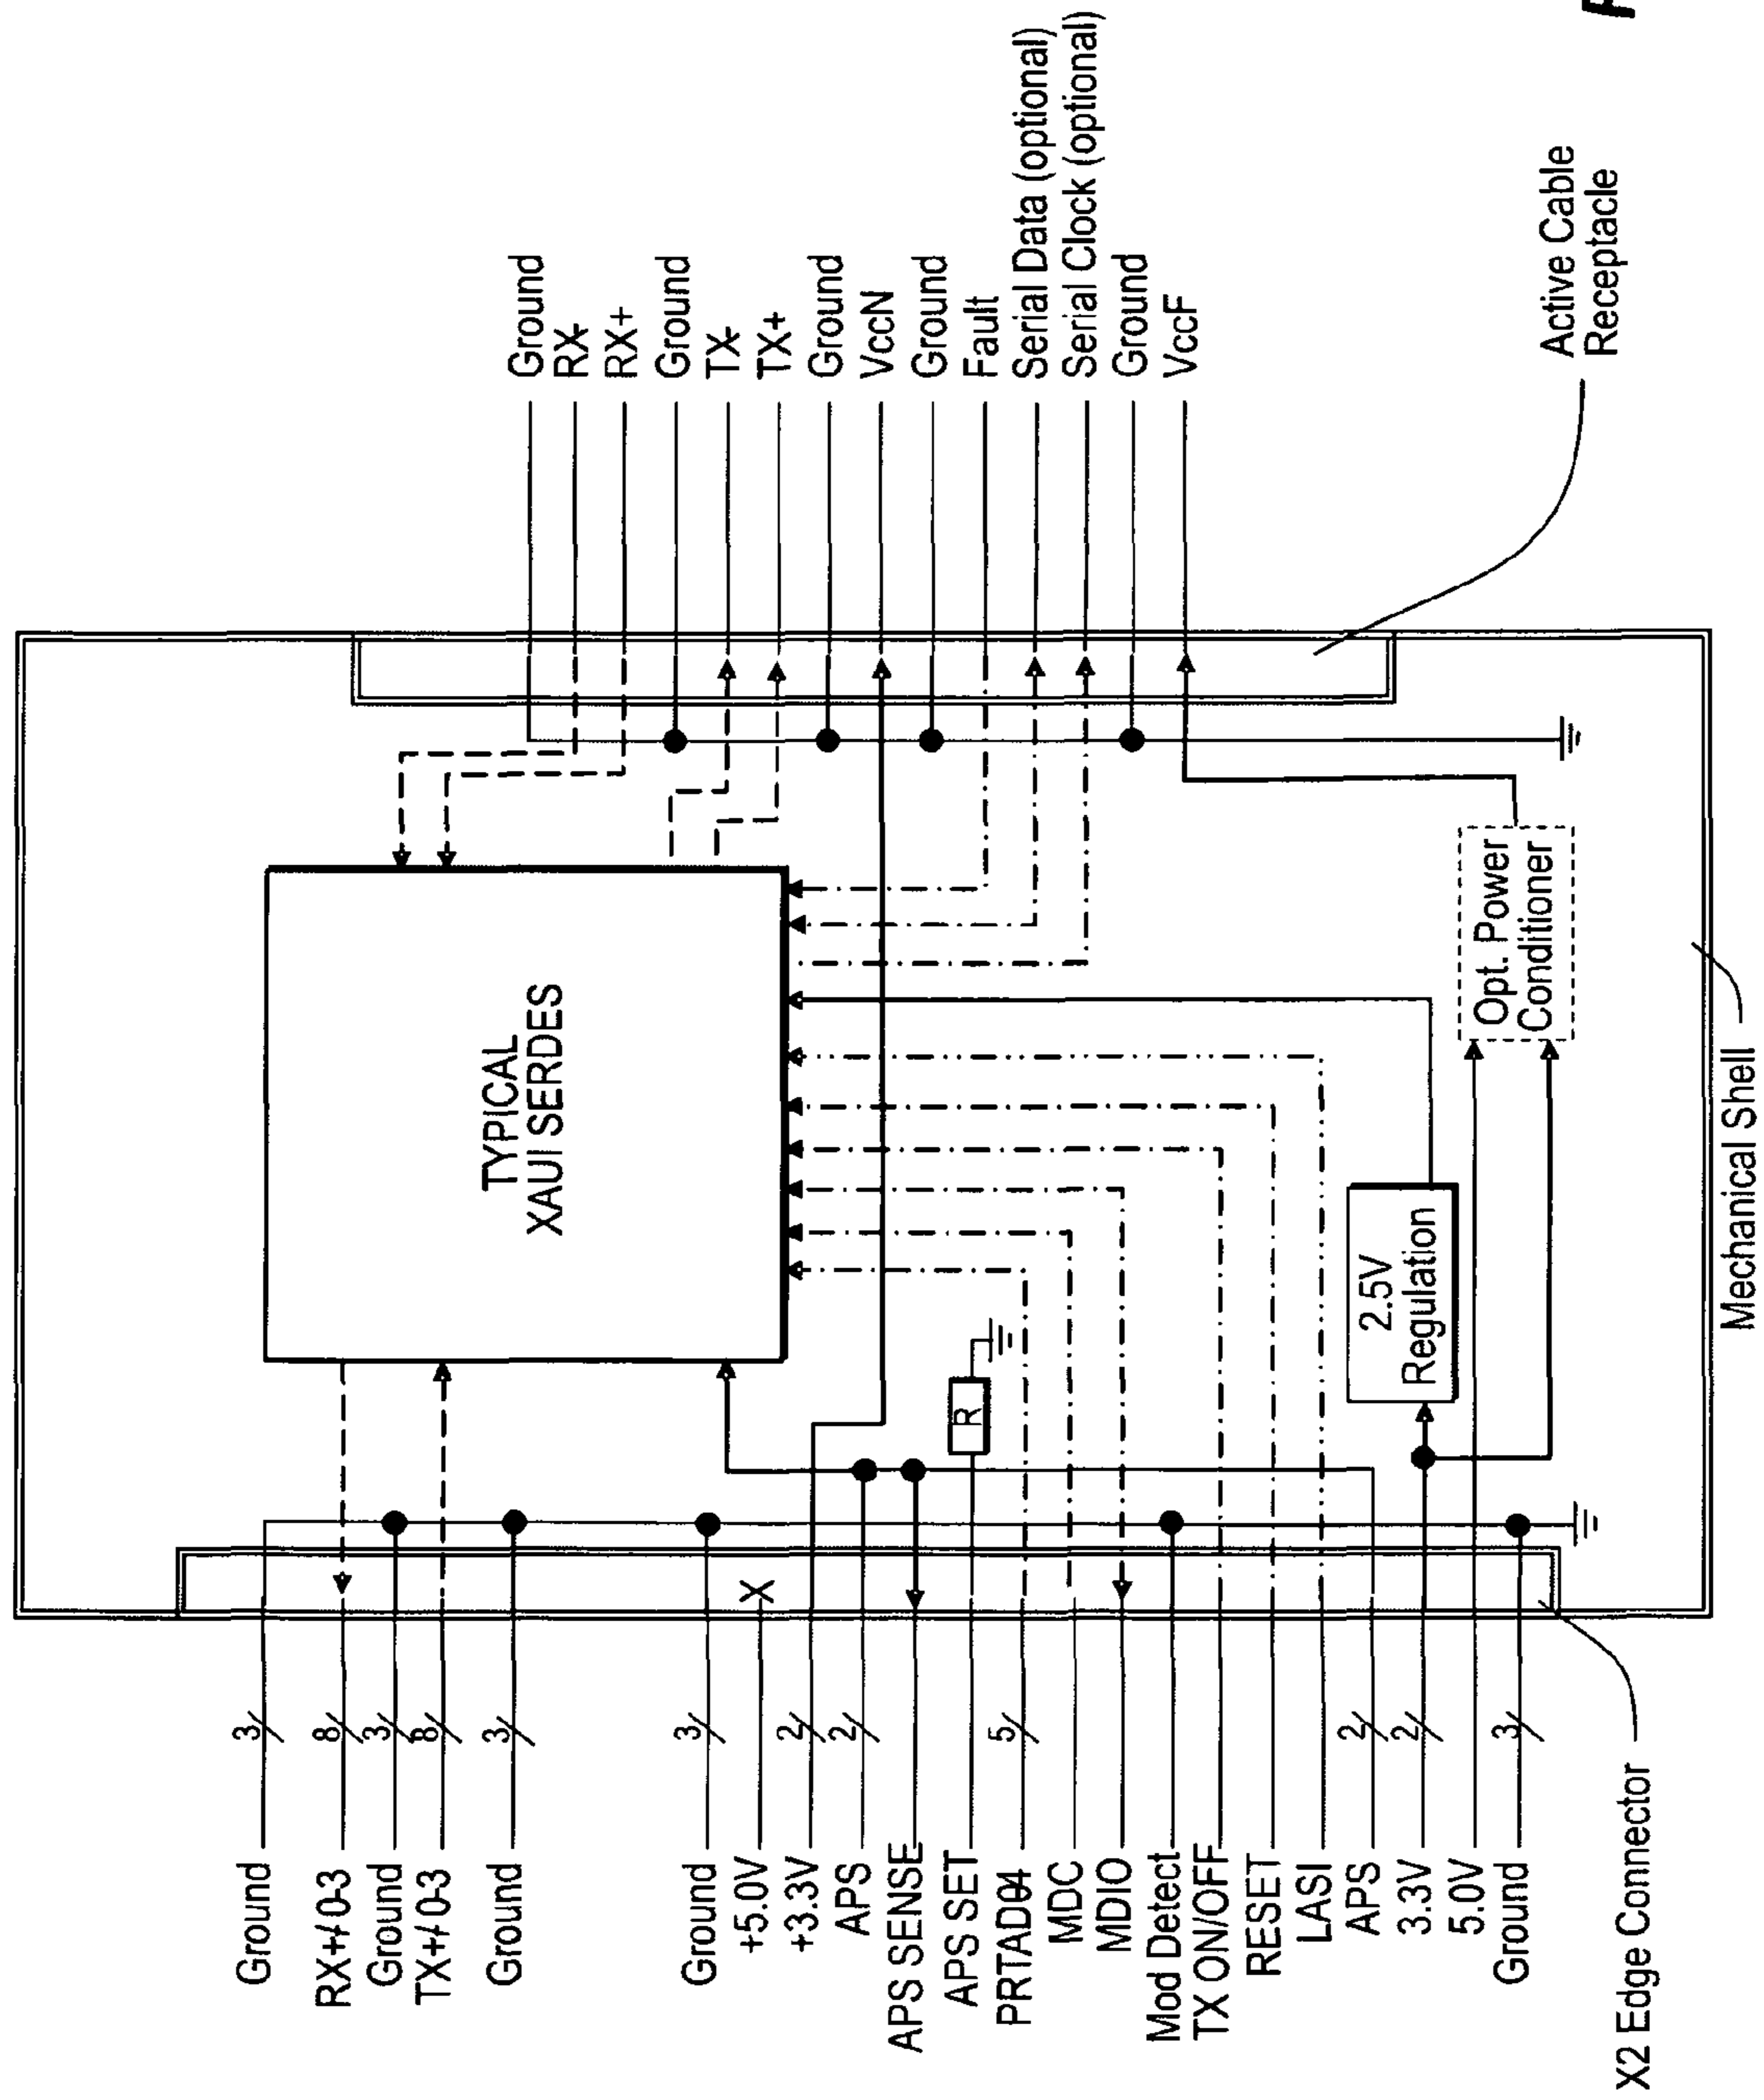 Ground
RX+/-0-3
Ground
TX+/-0-3
Ground
Ground
+5.0V
+3.3V
APS
APS SENSE
APS SET
PRTAD04
MDC
MDIO
Mod Detect
TX ON/OFF
RESET
LASI
APS
3.3V
5.0V
Ground
3
8
3
8
3
3
2
2
5
2
2
3
X
R
TYPICAL
XAUI SERDES
2.5V
Regulation
Opt. Power
Conditioner
Ground
RX-
RX+
Ground
TX-
TX+
Ground
VccN
Ground
Fault
Serial Data (optional)
Serial Clock (optional)
Ground
VccF
X2 Edge Connector
Mechanical Shell
Active Cable
Receptacle